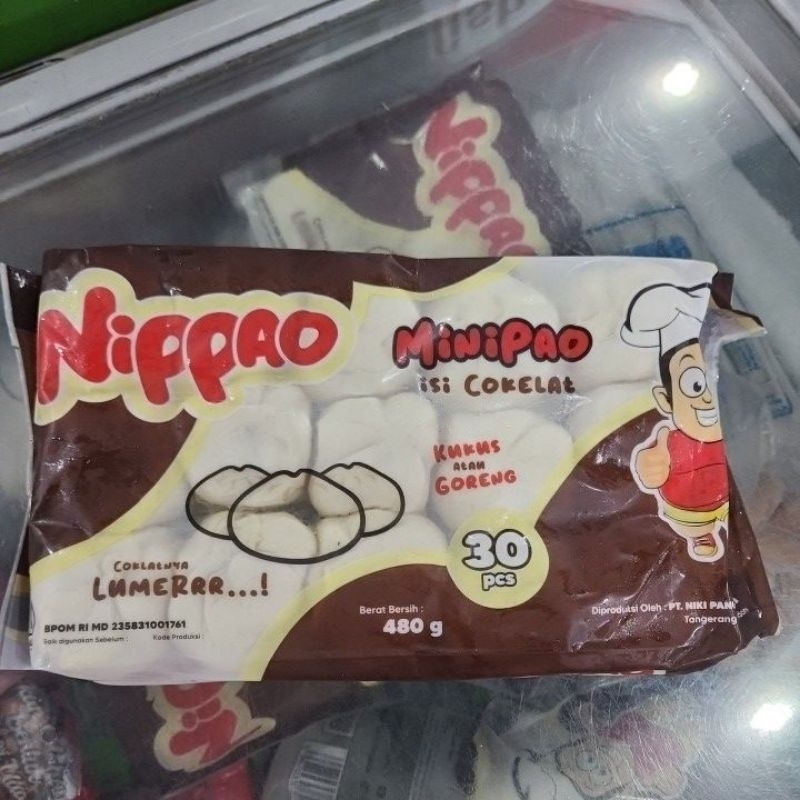 NiPPAO
NiPPAO
MiNiPAO
iSi COKELAt
KUKUS
AtAU
GORENG
30
pcs
COKLAtNYA
LUMERRR...!
BPOM RI MD 235831001761
Baik digunakan Sebelum : Kode Produksi :
Berat Bersih :
480 g
Diproduksi Oleh : PT. NIKI
Tangerang